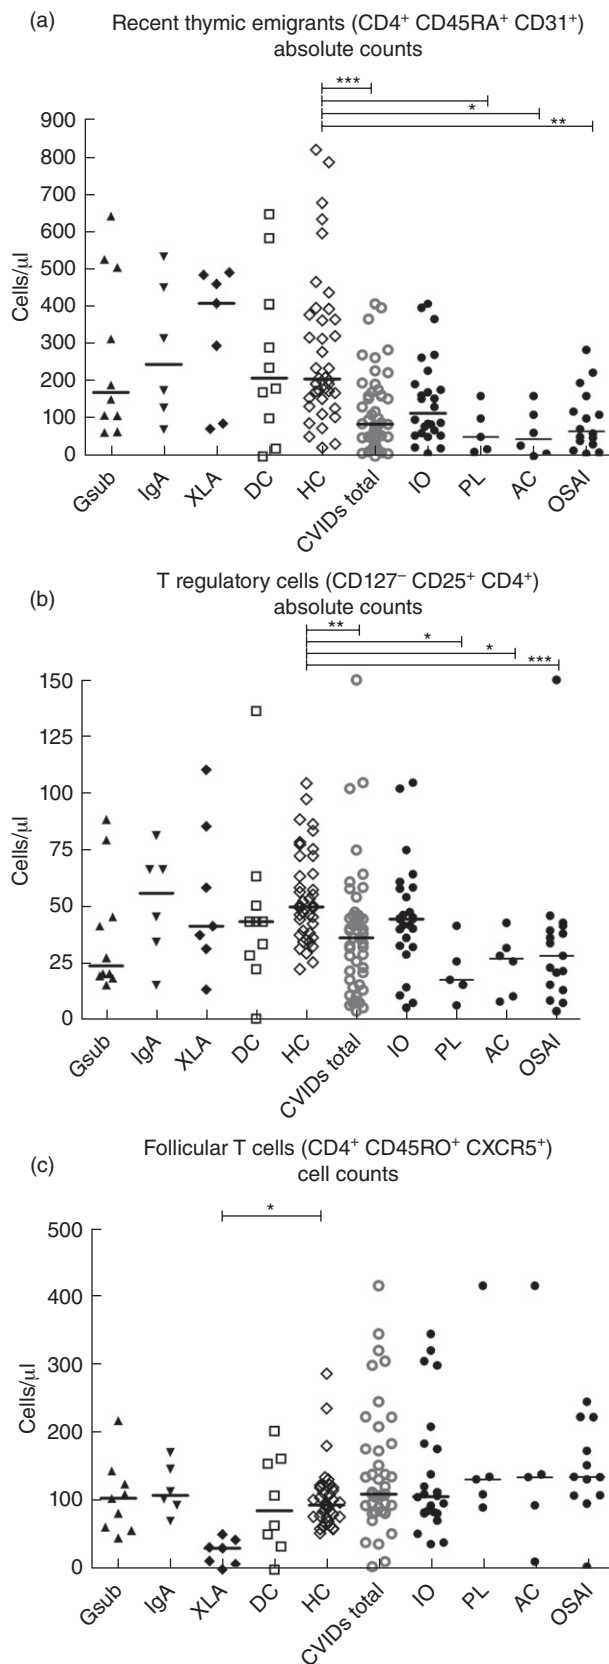 (a)
Recent thymic emigrants (CD4⁺ CD45RA⁺ CD31⁺)
absolute counts
***
*
*
**
900
800
700
600
500
400
300
200
100
0
Cells/µl
Gsub
IgA
XLA
DC
HC
CVIDs total
IO
PL
AC
OSAI
(b)
T regulatory cells (CD127⁻ CD25⁺ CD4⁺)
absolute counts
**
*
*
***
150
125
100
75
50
25
0
Cells/µl
Gsub
IgA
XLA
DC
HC
CVIDs total
IO
PL
AC
OSAI
(c)
Follicular T cells (CD4⁺ CD45RO⁺ CXCR5⁺)
cell counts
*
500
400
300
200
100
0
Cells/µl
Gsub
IgA
XLA
DC
HC
CVIDs total
IO
PL
AC
OSAI